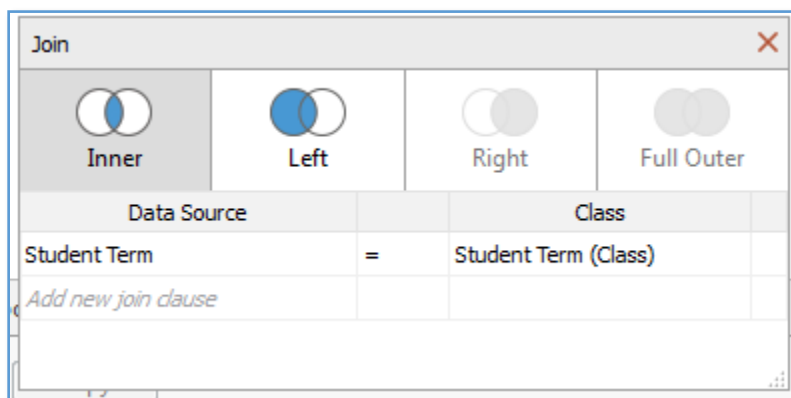 Join
Inner Left Right Full Outer
Data Source Class
Student Term = Student Term (Class)
Add new join clause